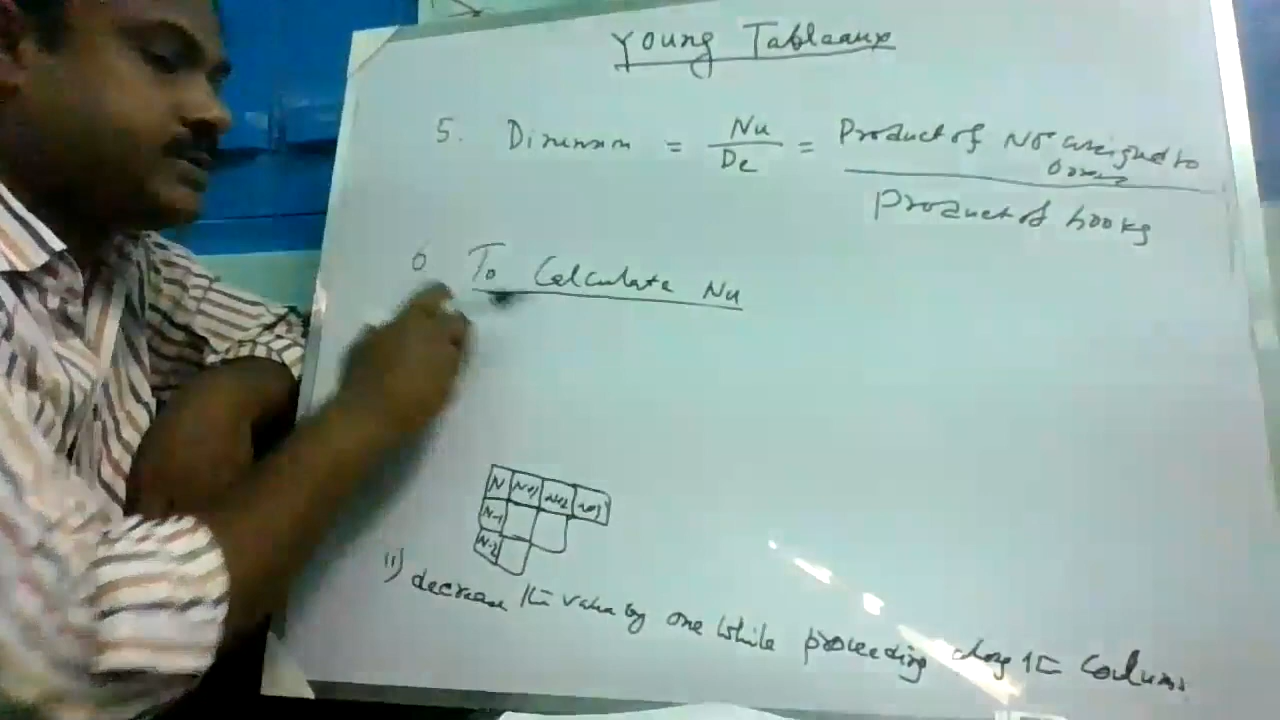 Young Tableaux
5. Dimension = Nu / De = Product of No assigned to boxes / Product of hooks
6 To Calculate Nu
N N+1 N+2 N+3
N-1
N-2
ii) decrease the value by one while proceeding along the column.